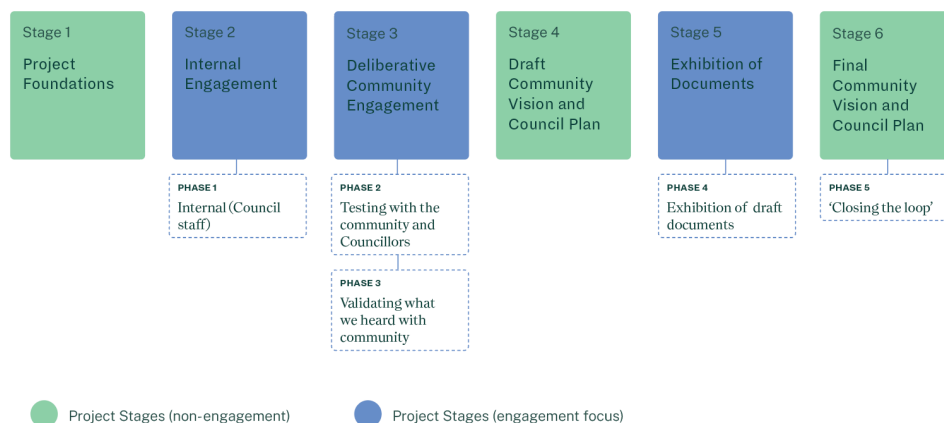 Stage 1
Project
Foundations
Stage 2
Internal
Engagement
Stage 3
Deliberative
Community
Engagement
Stage 4
Draft
Community
Vision and
Council Plan
Stage 5
Exhibition of
Documents
Stage 6
Final
Community
Vision and
Council Plan
PHASE 1
Internal (Council
staff)
PHASE 2
Testing with the
community and
Councillors
PHASE 3
Validating what
we heard with
community
PHASE 4
Exhibition of draft
documents
PHASE 5
‘Closing the loop’
Project Stages (non-engagement)
Project Stages (engagement focus)